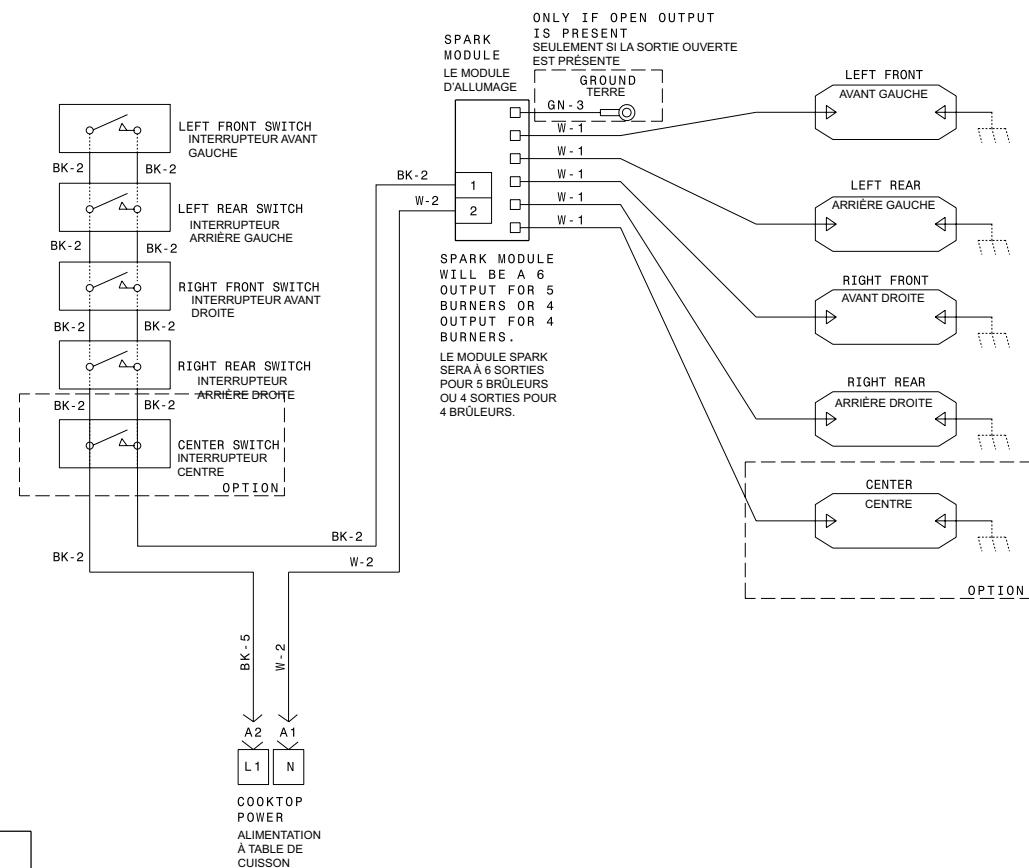 ONLY IF OPEN OUTPUT
IS PRESENT
SEULEMENT SI LA SORTIE OUVERTE
EST PRÉSENTE
SPARK
MODULE
LE MODULE
D'ALLUMAGE
GROUND
TERRE
GN-3
LEFT FRONT
AVANT GAUCHE
W-1
W-1
W-1
W-1
W-1
LEFT FRONT SWITCH
INTERRUPTEUR AVANT
GAUCHE
BK-2
BK-2
BK-2
1
W-2
2
LEFT REAR
ARRIÈRE GAUCHE
LEFT REAR SWITCH
INTERRUPTEUR
ARRIÈRE GAUCHE
BK-2
BK-2
SPARK MODULE
WILL BE A 6
OUTPUT FOR 5
BURNERS OR 4
OUTPUT FOR 4
BURNERS.
LE MODULE SPARK
SERA À 6 SORTIES
POUR 5 BRÛLEURS
OU 4 SORTIES POUR
4 BRÛLEURS.
RIGHT FRONT
AVANT DROITE
RIGHT FRONT SWITCH
INTERRUPTEUR AVANT
DROITE
BK-2
BK-2
RIGHT REAR SWITCH
INTERRUPTEUR
ARRIÈRE DROITE
RIGHT REAR
ARRIÈRE DROITE
BK-2
BK-2
CENTER SWITCH
INTERRUPTEUR
CENTRE
OPTION
CENTER
CENTRE
OPTION
BK-2
BK-2
W-2
BK-5
W-2
A2
A1
L1
N
COOKTOP
POWER
ALIMENTATION
À TABLE DE
CUISSON